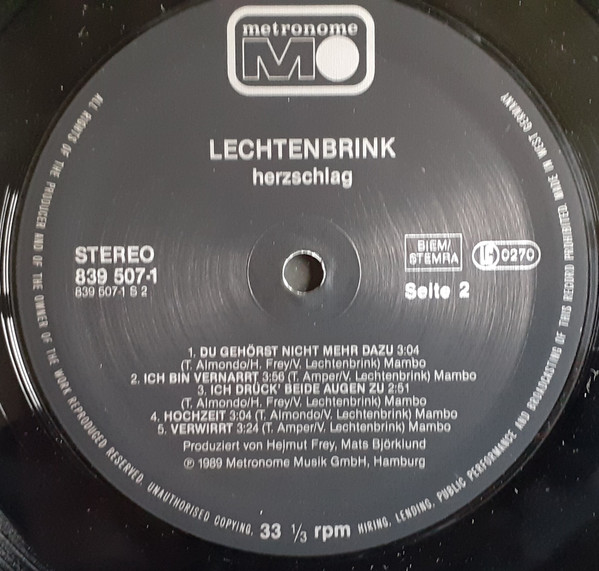 metronome
M
LECHTENBRINK
herzschlag
STEREO
839 507-1
839 507-1 S 2
BIEM/
STEMRA
LC 0270
Seite 2
1. DU GEHÖRST NICHT MEHR DAZU 3:04
(T. Almondo/H. Frey/V. Lechtenbrink) Mambo
2. ICH BIN VERNARRT 3:56 (T. Amper/V. Lechtenbrink) Mambo
3. ICH DRÜCK' BEIDE AUGEN ZU 2:51
(T. Almondo/H. Frey/V. Lechtenbrink) Mambo
4. HOCHZEIT 3:04 (T. Almondo/V. Lechtenbrink) Mambo
5. VERWIRRT 3:24 (T. Amper/V. Lechtenbrink) Mambo
Produziert von Helmut Frey, Mats Björklund
℗ 1989 Metronome Musik GmbH, Hamburg
33 1/3 rpm
ALL RIGHTS OF THE PRODUCER AND OF THE OWNER OF THE WORK REPRODUCED RESERVED. UNAUTHORISED COPYING, HIRING, LENDING, PUBLIC PERFORMANCE AND BROADCASTING OF THIS RECORD PROHIBITED MADE IN WEST GERMANY